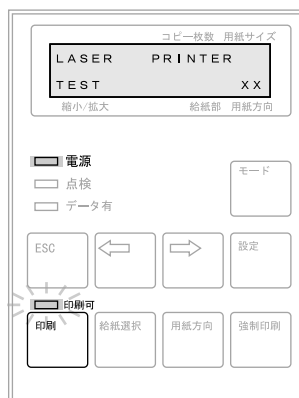 コピー枚数 用紙サイズ
LASER PRINTER
TEST XX
縮小/拡大 給紙部 用紙方向
電源
点検
データ有
モード
ESC
設定
印刷可
印刷 給紙選択 用紙方向 強制印刷